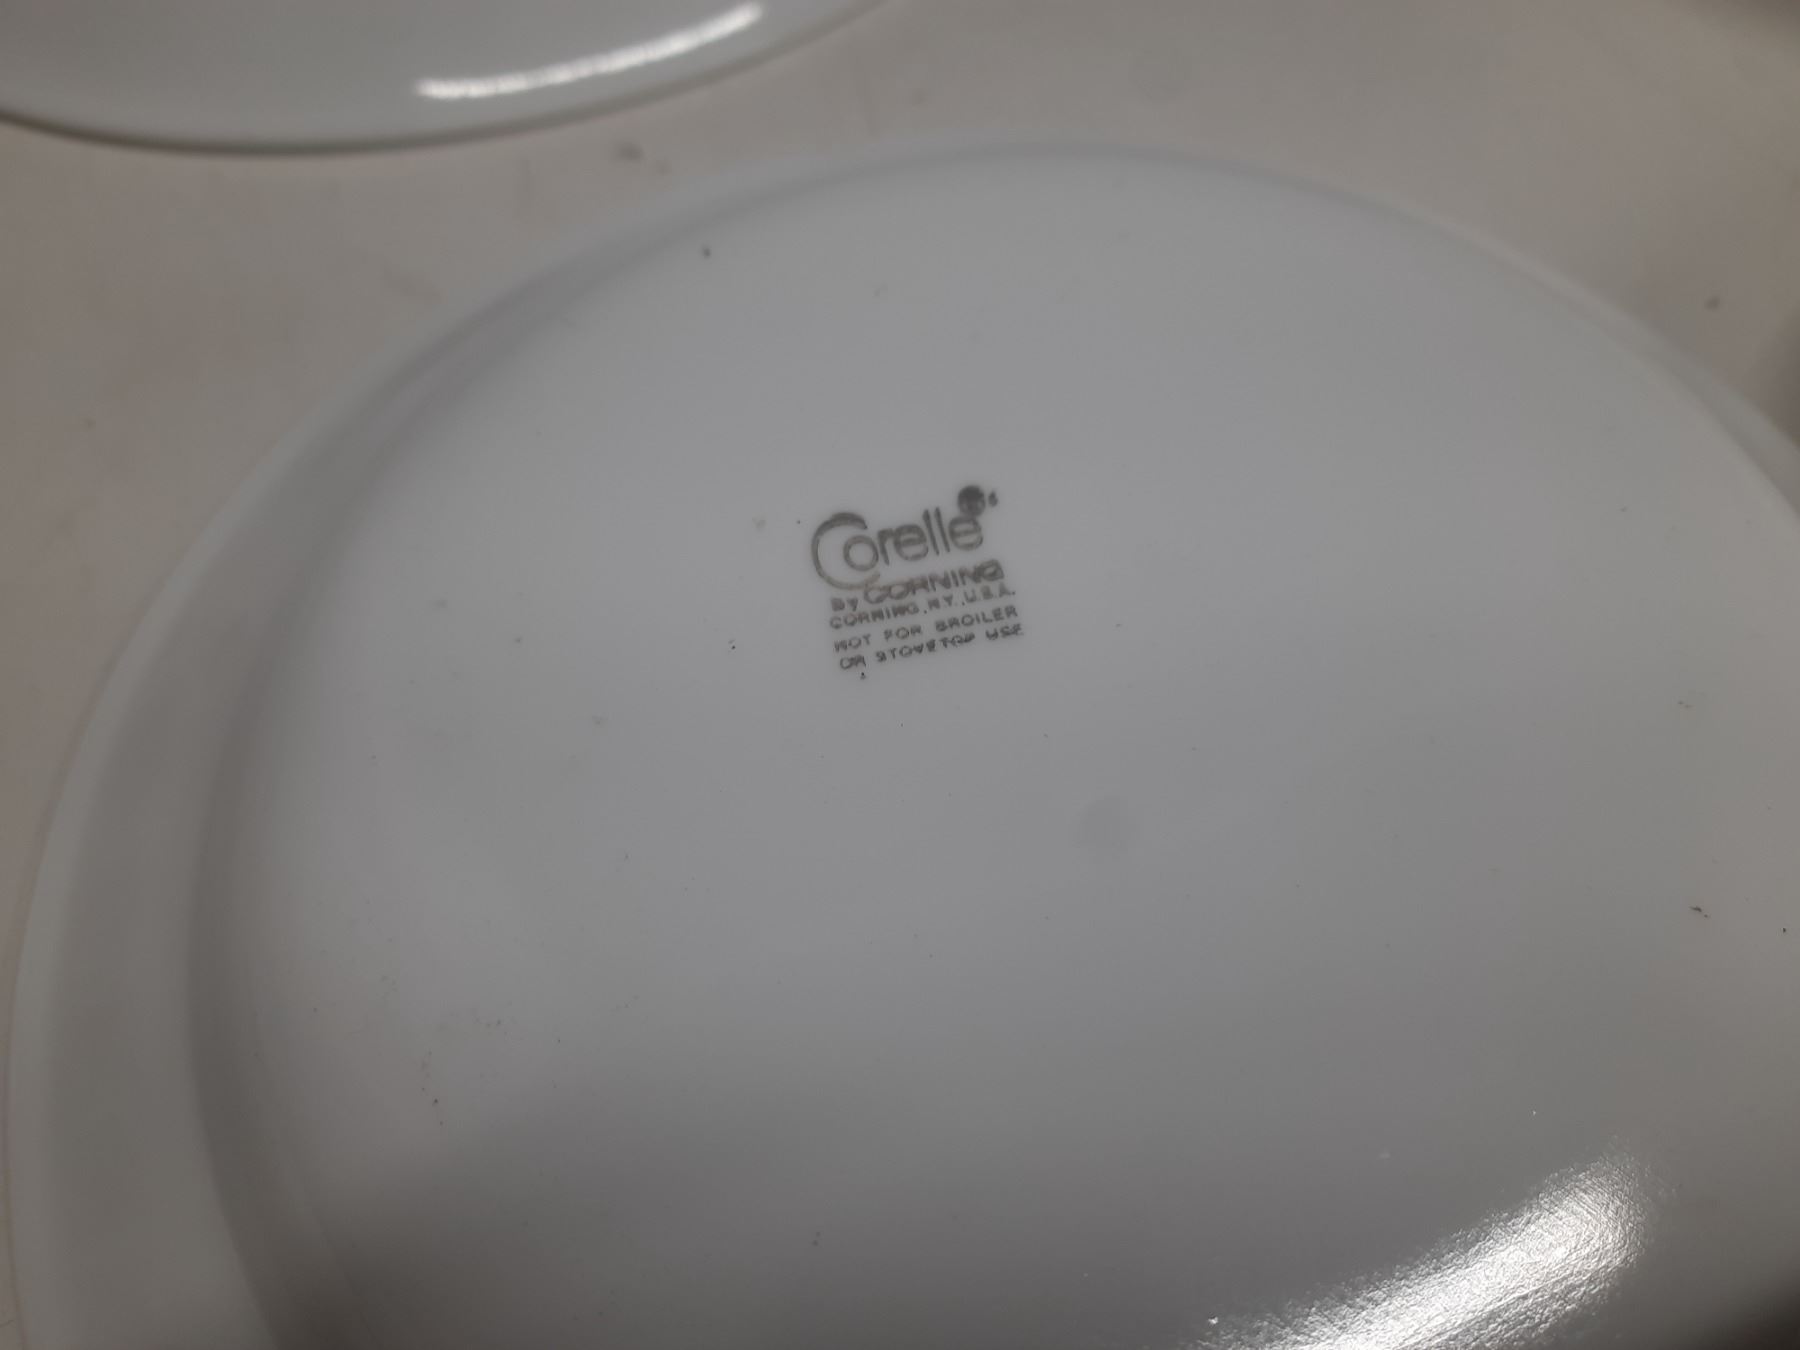 Corelle
By CORNING
CORNING, N.Y., U.S.A.
NOT FOR BROILER
OR STOVETOP USE